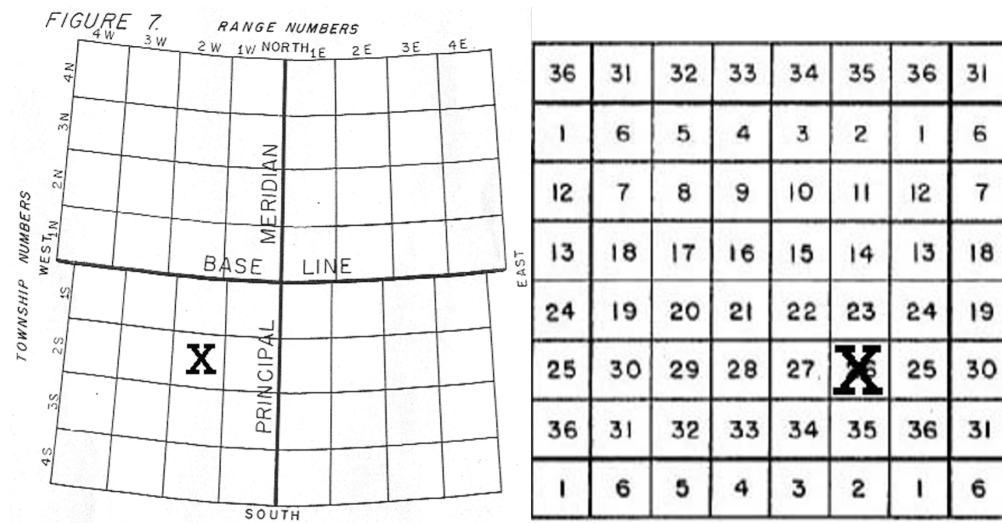 FIGURE 7.
RANGE NUMBERS
4W 3W 2W 1W NORTH 1E 2E 3E 4E
4N
3N
2N
1N
TOWNSHIP NUMBERS
WEST
EAST
MERIDIAN
BASE LINE
PRINCIPAL
1S
2S
X
3S
4S
SOUTH
36 31 32 33 34 35 36 31
1 6 5 4 3 2 1 6
12 7 8 9 10 11 12 7
13 18 17 16 15 14 13 18
24 19 20 21 22 23 24 19
25 30 29 28 27 X 25 30
36 31 32 33 34 35 36 31
1 6 5 4 3 2 1 6